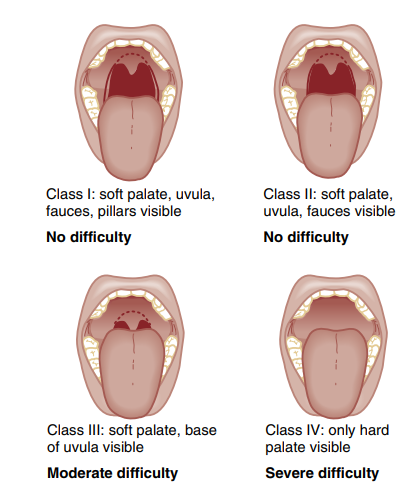 Class I: soft palate, uvula,
fauces, pillars visible
No difficulty
Class II: soft palate,
uvula, fauces visible
No difficulty
Class III: soft palate, base
of uvula visible
Moderate difficulty
Class IV: only hard
palate visible
Severe difficulty